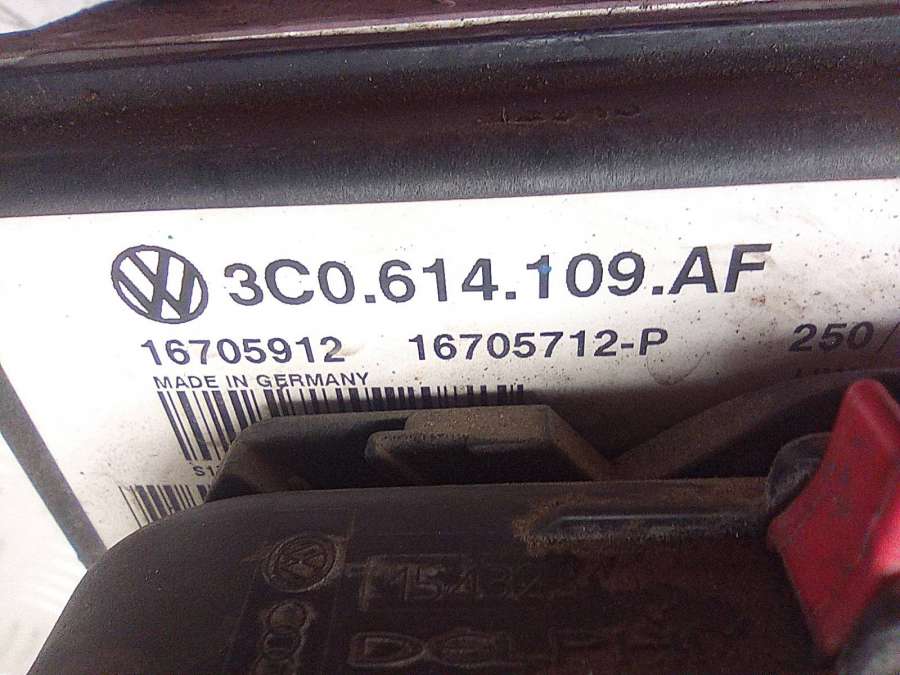 3C0.614.109.AF
16705912 16705712-P 250/
MADE IN GERMANY